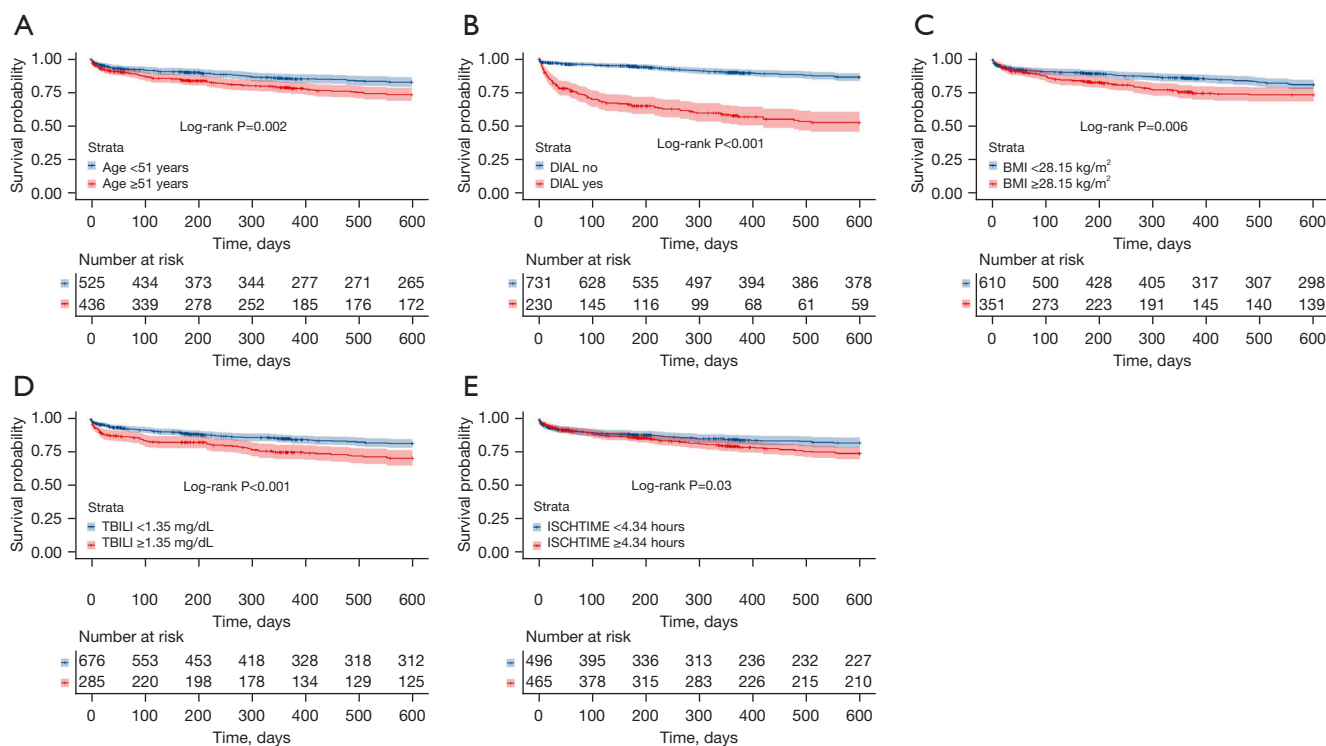 A
Survival probability
1.00
0.75
0.50
0.25
0.00
Log-rank P=0.002
Strata
Age <51 years
Age ≥51 years
0 100 200 300 400 500 600
Time, days
Number at risk
525 434 373 344 277 271 265
436 339 278 252 185 176 172
0 100 200 300 400 500 600
Time, days
B
Survival probability
1.00
0.75
0.50
0.25
0.00
Log-rank P<0.001
Strata
DIAL no
DIAL yes
0 100 200 300 400 500 600
Time, days
Number at risk
731 628 535 497 394 386 378
230 145 116 99 68 61 59
0 100 200 300 400 500 600
Time, days
C
Survival probability
1.00
0.75
0.50
0.25
0.00
Log-rank P=0.006
Strata
BMI <28.15 kg/m²
BMI ≥28.15 kg/m²
0 100 200 300 400 500 600
Time, days
Number at risk
610 500 428 405 317 307 298
351 273 223 191 145 140 139
0 100 200 300 400 500 600
Time, days
D
Survival probability
1.00
0.75
0.50
0.25
0.00
Log-rank P<0.001
Strata
TBILI <1.35 mg/dL
TBILI ≥1.35 mg/dL
0 100 200 300 400 500 600
Time, days
Number at risk
676 553 453 418 328 318 312
285 220 198 178 134 129 125
0 100 200 300 400 500 600
Time, days
E
Survival probability
1.00
0.75
0.50
0.25
0.00
Log-rank P=0.03
Strata
ISCHTIME <4.34 hours
ISCHTIME ≥4.34 hours
0 100 200 300 400 500 600
Time, days
Number at risk
496 395 336 313 236 232 227
465 378 315 283 226 215 210
0 100 200 300 400 500 600
Time, days